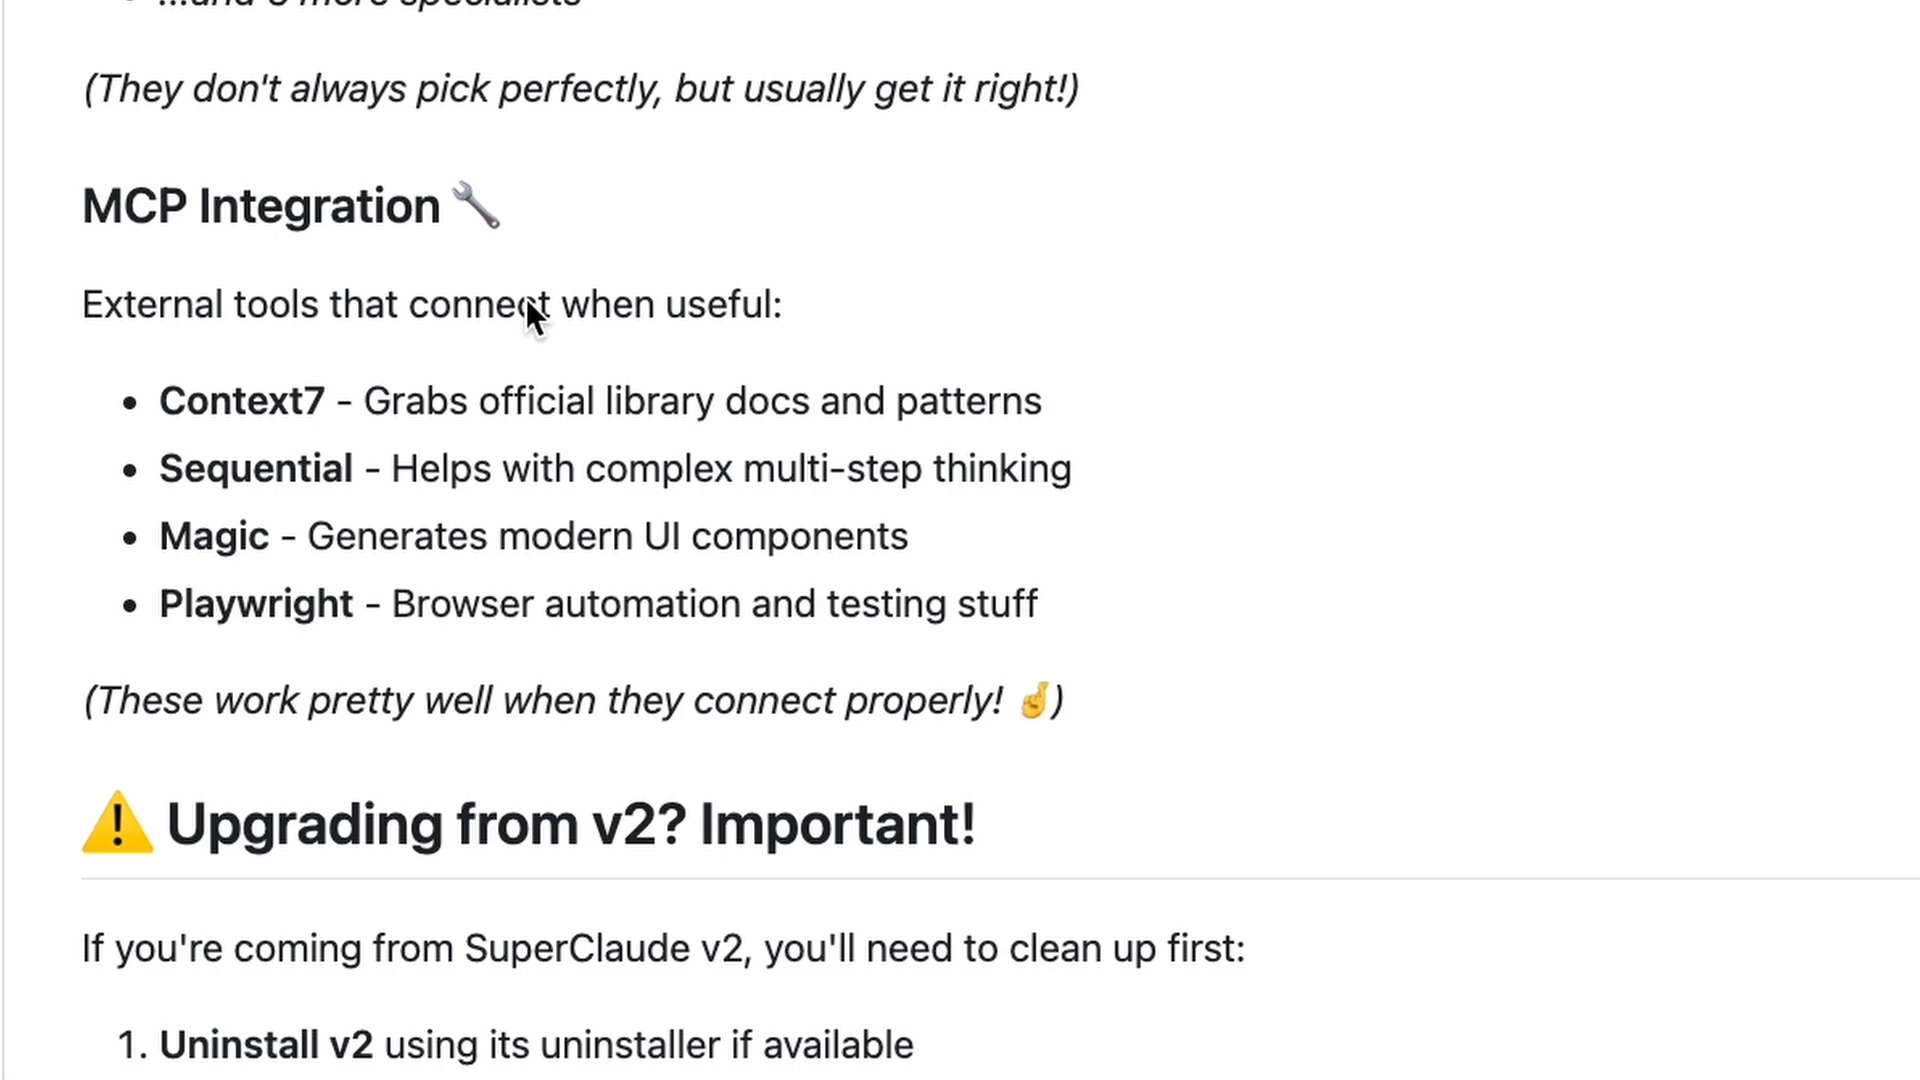 ...and 6 more specialists
(They don't always pick perfectly, but usually get it right!)
MCP Integration 🔧
External tools that connect when useful:
• Context7 - Grabs official library docs and patterns
• Sequential - Helps with complex multi-step thinking
• Magic - Generates modern UI components
• Playwright - Browser automation and testing stuff
(These work pretty well when they connect properly! 🤞)
⚠️ Upgrading from v2? Important!
If you're coming from SuperClaude v2, you'll need to clean up first:
1. Uninstall v2 using its uninstaller if available